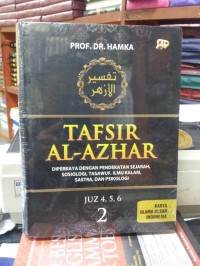 PROF. DR. HAMKA
تفسير
الأزهر
TAFSIR
AL-AZHAR
DIPERKAYA DENGAN PENDEKATAN SEJARAH,
SOSIOLOGI, TASAWUF, ILMU KALAM,
SASTRA, DAN PSIKOLOGI
JUZ 4, 5, 6
2
KARYA
ULAMA BESAR
INDONESIA